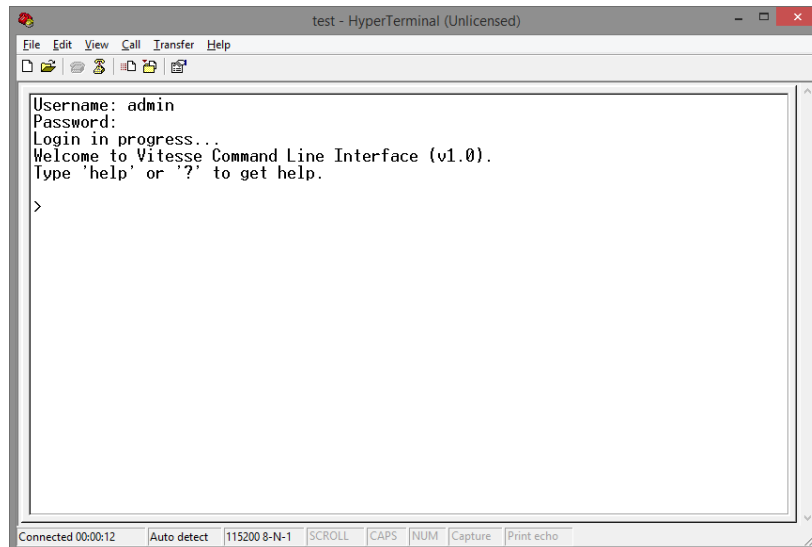 test - HyperTerminal (Unlicensed)
File Edit View Call Transfer Help
Username: admin
Password:
Login in progress...
Welcome to Vitesse Command Line Interface (v1.0).
Type 'help' or '?' to get help.
>
Connected 00:00:12 Auto detect 115200 8-N-1 SCROLL CAPS NUM Capture Print echo